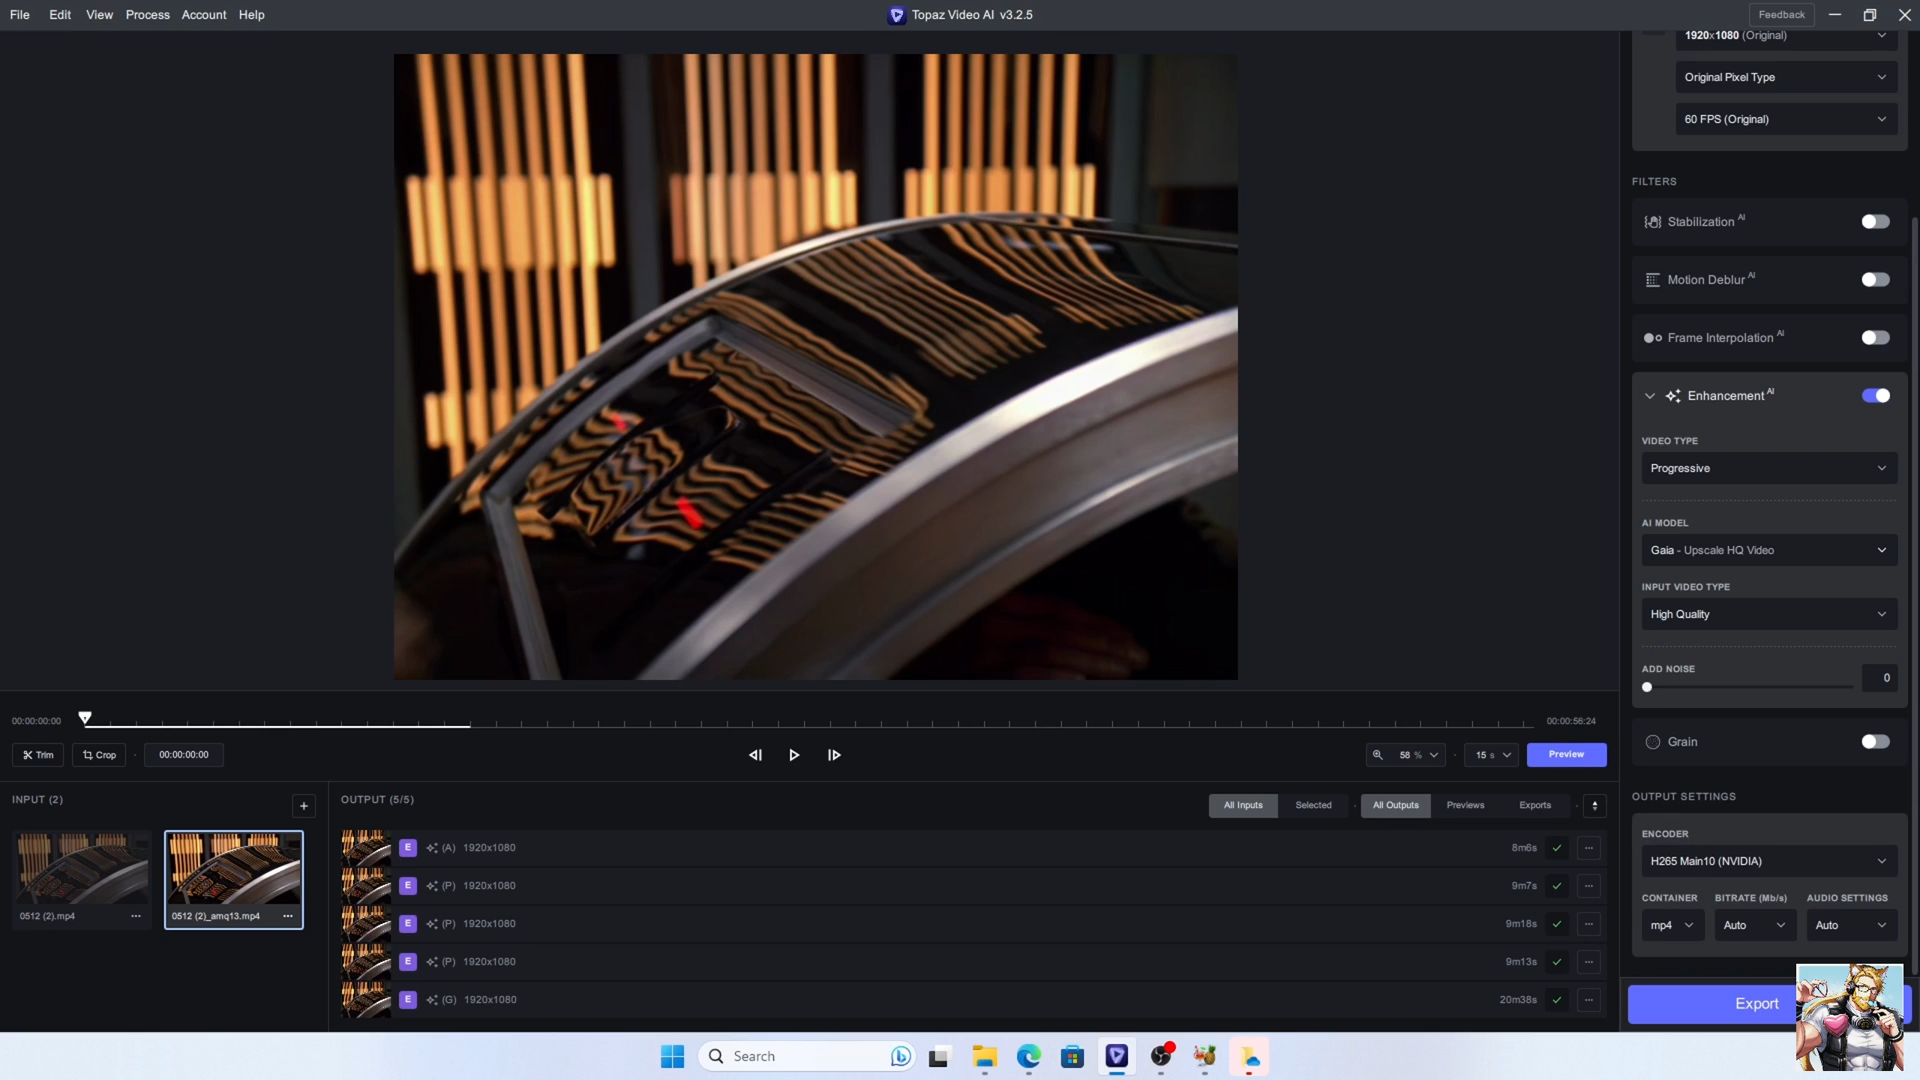 File Edit View Process Account Help
Topaz Video AI v3.2.5
Feedback
1920x1080 (Original)
Original Pixel Type
60 FPS (Original)
FILTERS
Stabilization AI
Motion Deblur AI
Frame Interpolation AI
Enhancement AI
VIDEO TYPE
Progressive
AI MODEL
Gaia - Upscale HQ Video
INPUT VIDEO TYPE
High Quality
ADD NOISE
0
Grain
OUTPUT SETTINGS
ENCODER
H265 Main10 (NVIDIA)
CONTAINER BITRATE (Mb/s) AUDIO SETTINGS
mp4 Auto Auto
Export
00:00:00:00
00:00:56:24
Trim Crop 00:00:00:00
58 % 15 s Preview
INPUT (2)
0512 (2).mp4
0512 (2)_amq13.mp4
OUTPUT (5/5)
All Inputs Selected All Outputs Previews Exports
E (A) 1920x1080 8m6s
E (P) 1920x1080 9m7s
E (P) 1920x1080 9m18s
E (P) 1920x1080 9m13s
E (G) 1920x1080 20m38s
Search